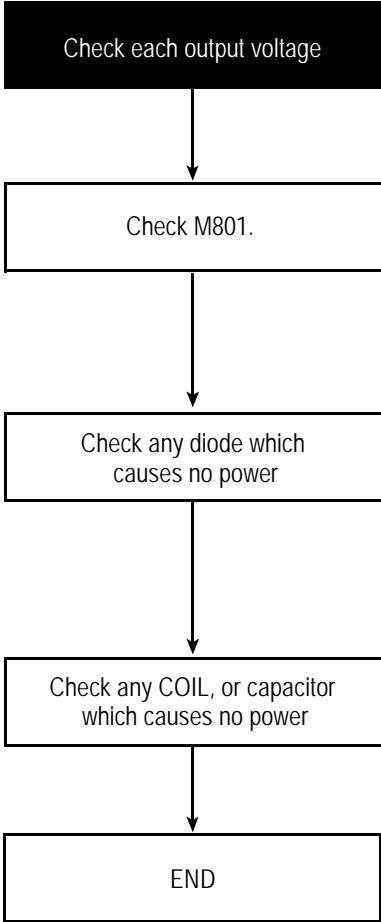 Check each output voltage
Check M801.
Check any diode which
causes no power
Check any COIL, or capacitor
which causes no power
END